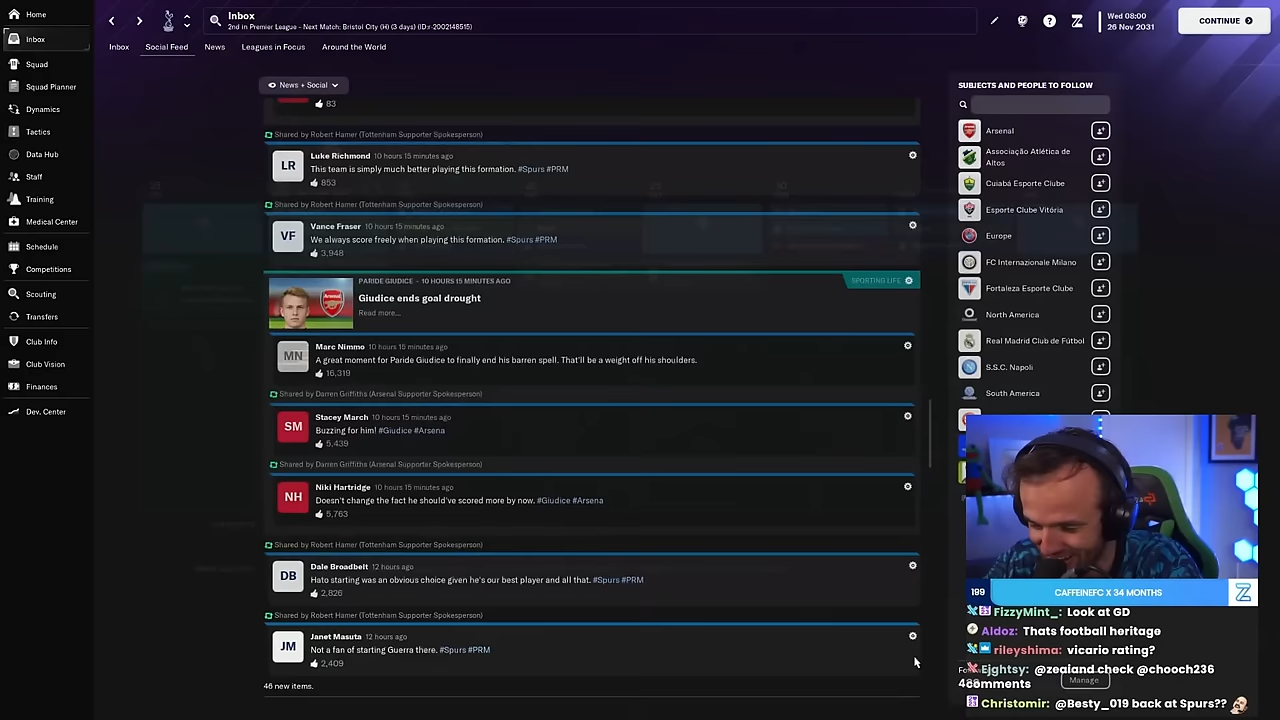 Home
Inbox
Squad
Squad Planner
Dynamics
Tactics
Data Hub
Staff
Training
Medical Center
Schedule
Competitions
Scouting
Transfers
Club Info
Club Vision
Finances
Dev. Center
Inbox
2nd in Premier League - Next Match: Bristol City (H) (3 days) (ID:r-2002148515)
Wed 08:00
26 Nov 2031
CONTINUE
Inbox
Social Feed
News
Leagues in Focus
Around the World
News + Social
83
Shared by Robert Hamer (Tottenham Supporter Spokesperson)
LR
Luke Richmond 10 hours 15 minutes ago
This team is simply much better playing this formation. #Spurs #PRM
853
Shared by Robert Hamer (Tottenham Supporter Spokesperson)
VF
Vance Fraser 10 hours 15 minutes ago
We always score freely when playing this formation. #Spurs #PRM
3,948
PARIDE GIUDICE - 10 HOURS 15 MINUTES AGO
SPORTING LIFE
Giudice ends goal drought
Read more...
MN
Marc Nimmo 10 hours 15 minutes ago
A great moment for Paride Giudice to finally end his barren spell. That'll be a weight off his shoulders.
16,319
Shared by Darren Griffiths (Arsenal Supporter Spokesperson)
SM
Stacey March 10 hours 15 minutes ago
Buzzing for him! #Giudice #Arsena
5,439
Shared by Darren Griffiths (Arsenal Supporter Spokesperson)
NH
Niki Hartridge 10 hours 15 minutes ago
Doesn't change the fact he should've scored more by now. #Giudice #Arsena
5,763
Shared by Robert Hamer (Tottenham Supporter Spokesperson)
DB
Dale Broadbelt 12 hours ago
Hato starting was an obvious choice given he's our best player and all that. #Spurs #PRM
2,826
Shared by Robert Hamer (Tottenham Supporter Spokesperson)
JM
Janet Masuta 12 hours ago
Not a fan of starting Guerra there. #Spurs #PRM
2,409
46 new items.
SUBJECTS AND PEOPLE TO FOLLOW
Arsenal
Associação Atlética de
Altos
Cuiabá Esporte Clube
Esporte Clube Vitória
Europe
FC Internazionale Milano
Fortaleza Esporte Clube
North America
Real Madrid Club de Fútbol
S.S.C. Napoli
South America
199
CAFFEINEFC X 34 MONTHS
FizzyMint_: Look at GD
Aldoz: Thats football heritage
rileyshima: vicario rating?
Ejghtsy: @zealand check @chooch236
comments
Manage
Christomir: @Besty_019 back at Spurs??